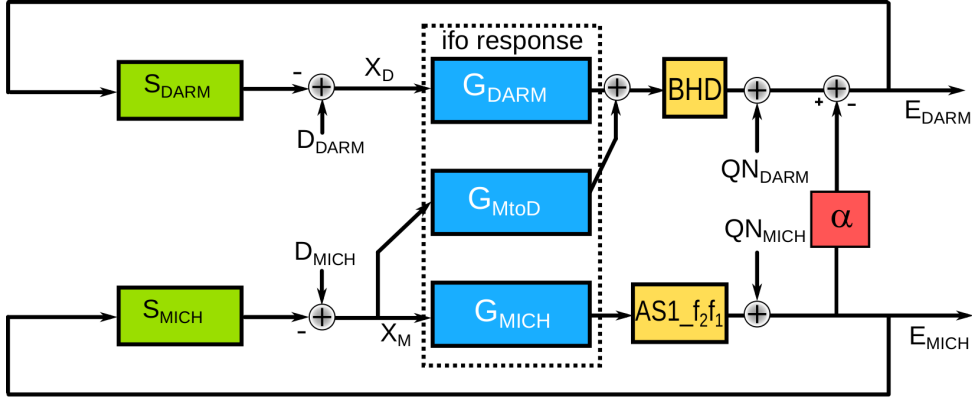 ifo response
S_DARM
-
+
X_D
G_DARM
+
BHD
+
+
+
-
E_DARM
D_DARM
QN_DARM
G_MtoD
α
D_MICH
QN_MICH
S_MICH
-
+
X_M
G_MICH
AS1_f₂f₁
+
E_MICH